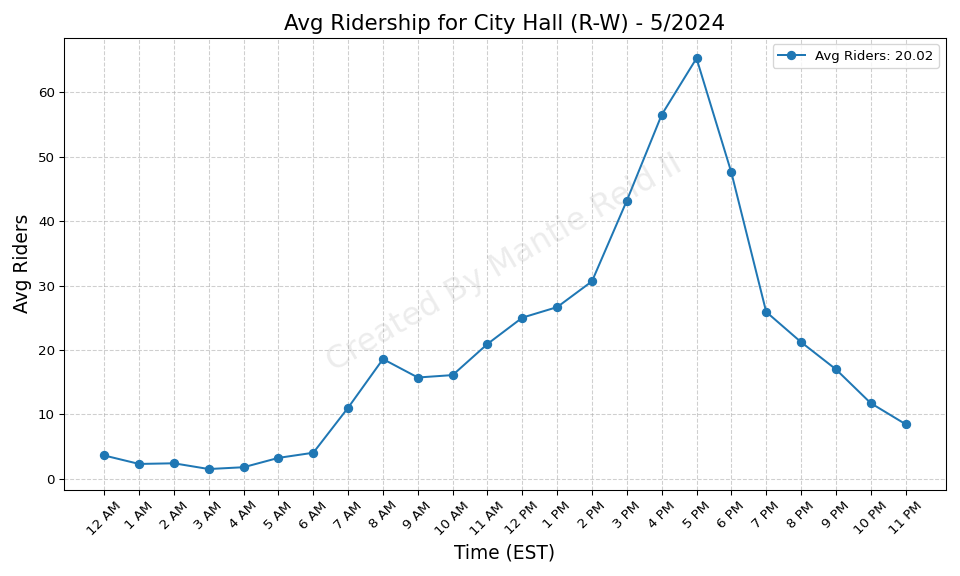 Avg Ridership for City Hall (R-W) - 5/2024
Avg Riders: 20.02
60
50
40
30
20
10
0
Avg Riders
Created By Mantle Reid II
12 AM
1 AM
2 AM
3 AM
4 AM
5 AM
6 AM
7 AM
8 AM
9 AM
10 AM
11 AM
12 PM
1 PM
2 PM
3 PM
4 PM
5 PM
6 PM
7 PM
8 PM
9 PM
10 PM
11 PM
Time (EST)